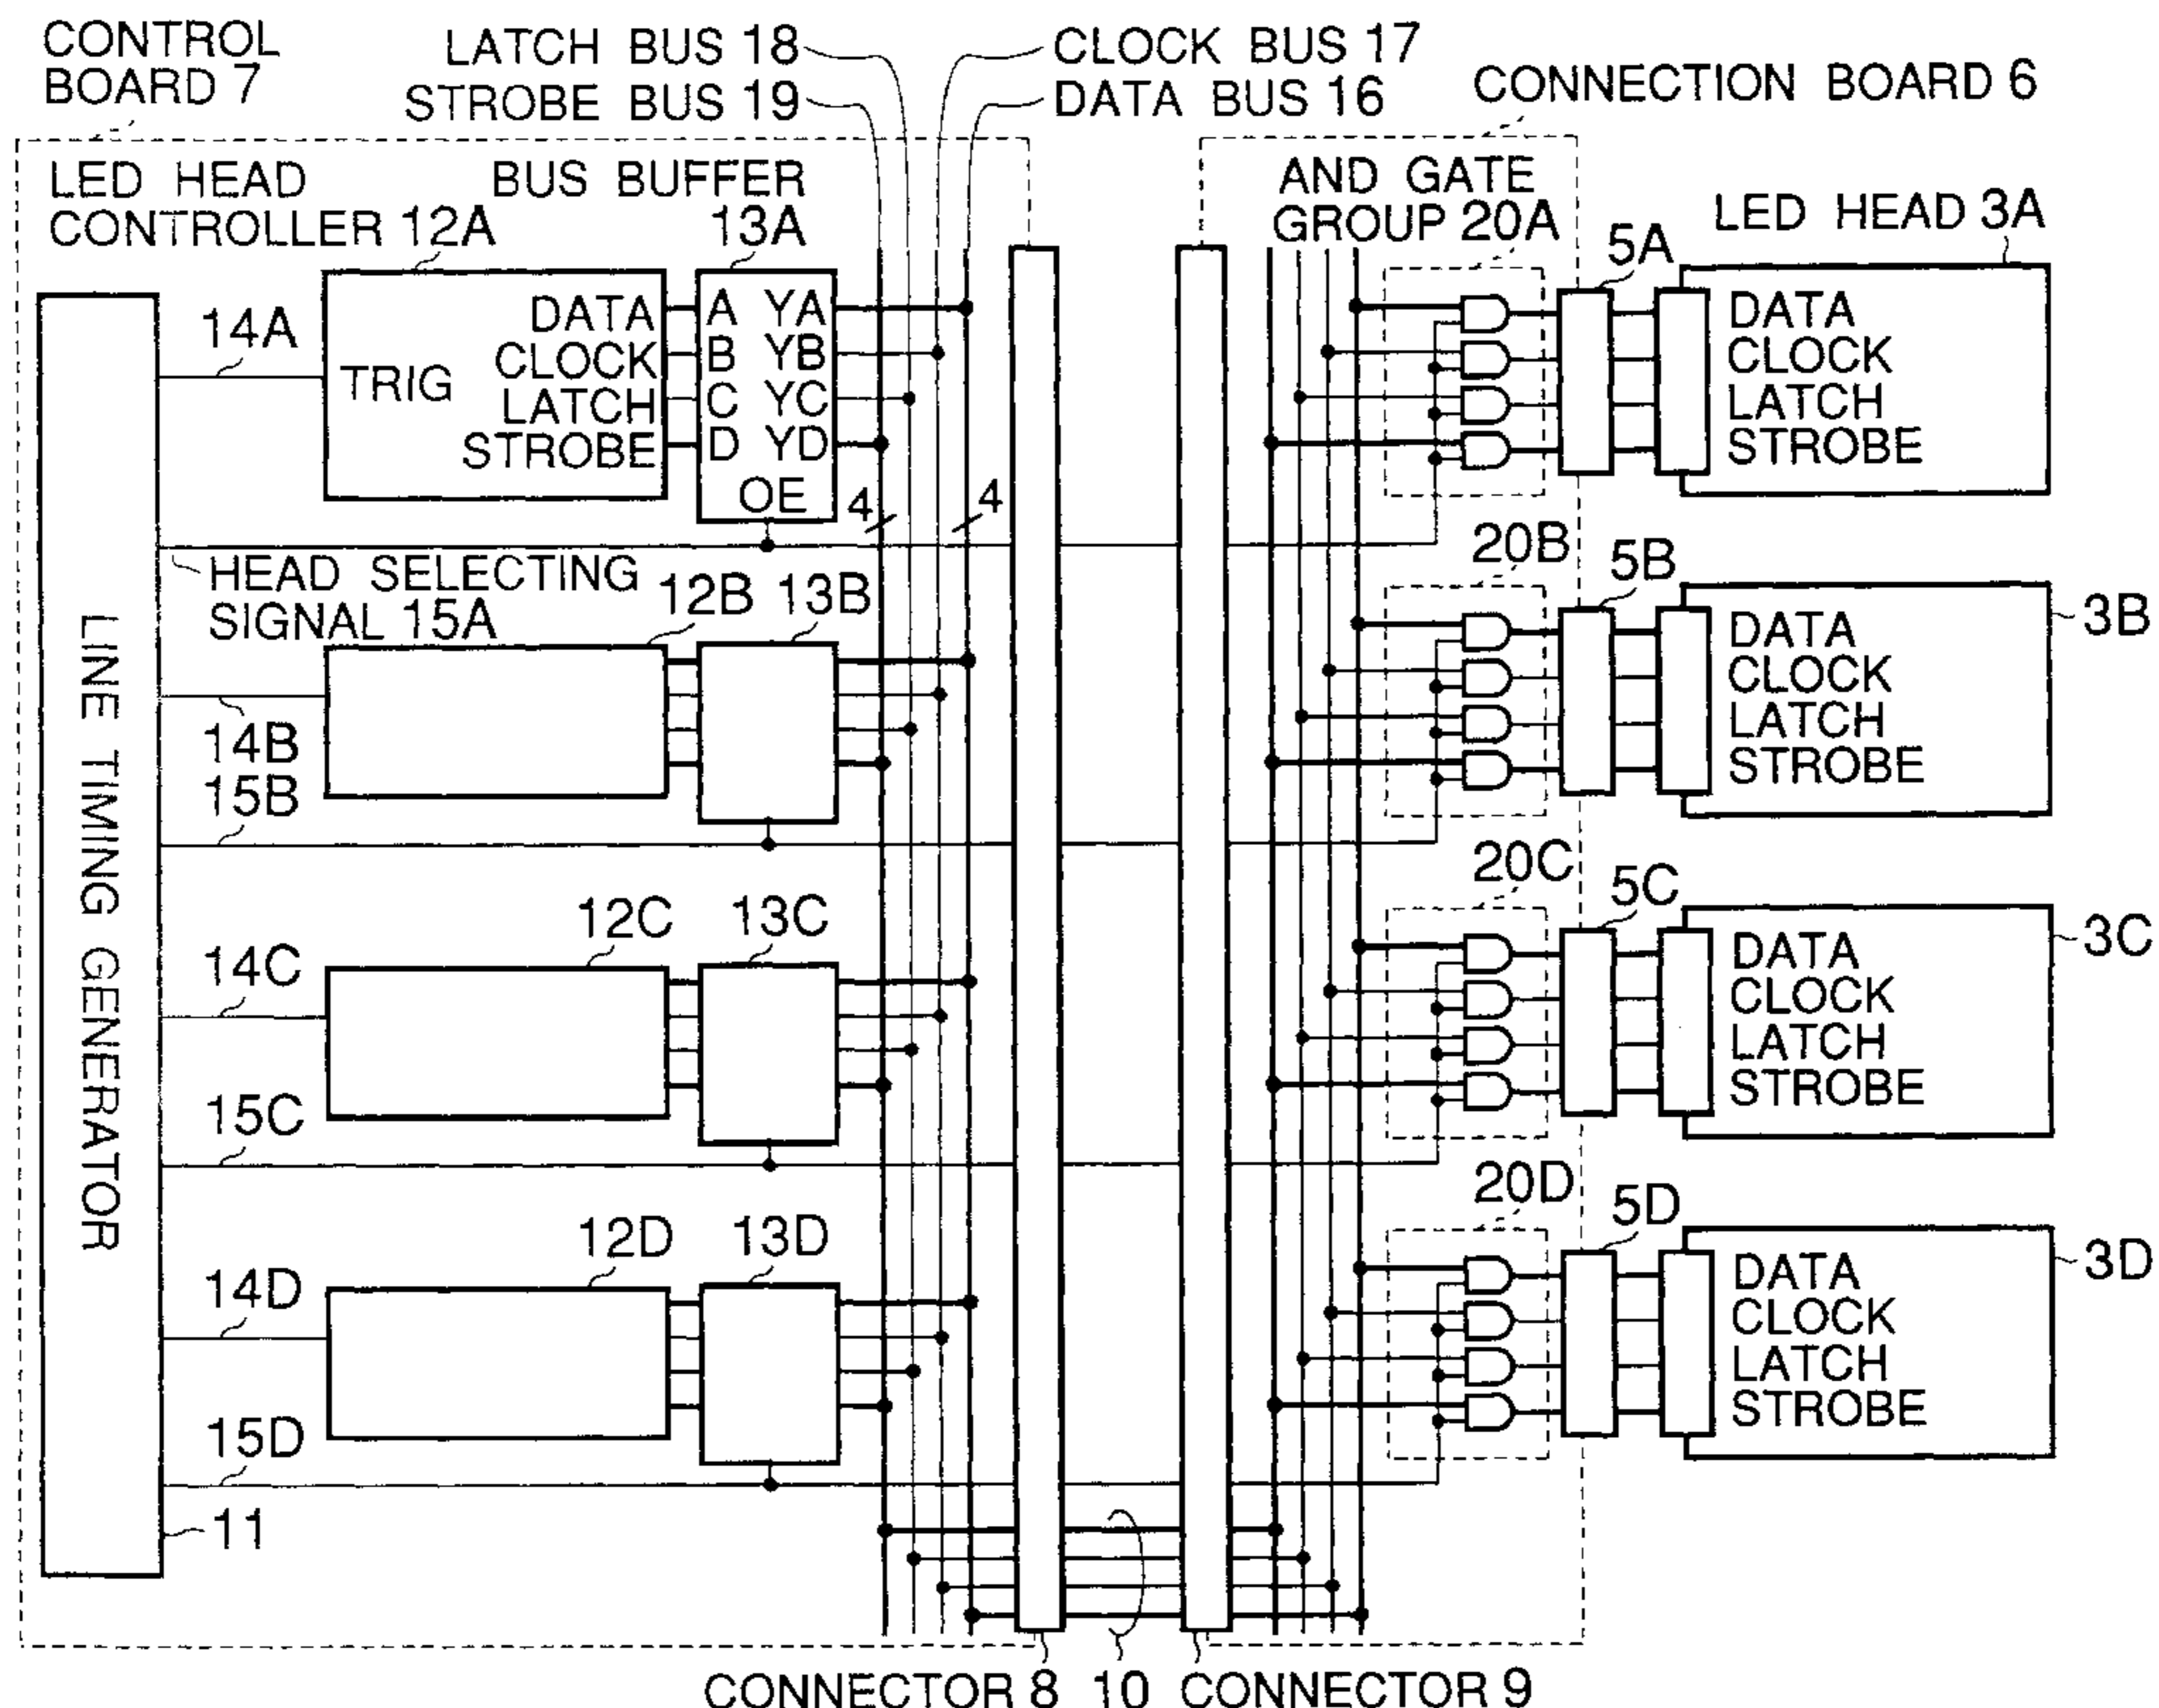 CONTROL
BOARD 7
LATCH BUS 18
STROBE BUS 19
CLOCK BUS 17
DATA BUS 16
CONNECTION BOARD 6
LED HEAD
CONTROLLER 12A
BUS BUFFER
13A
AND GATE
GROUP 20A
5A
LED HEAD 3A
14A
TRIG
DATA
CLOCK
LATCH
STROBE
A YA
B YB
C YC
D YD
OE
4
4
DATA
CLOCK
LATCH
STROBE
HEAD SELECTING
SIGNAL 15A
12B
13B
20B
5B
3B
DATA
CLOCK
LATCH
STROBE
14B
15B
LINE TIMING GENERATOR
12C
13C
20C
5C
3C
14C
DATA
CLOCK
LATCH
STROBE
15C
12D
13D
20D
5D
3D
14D
DATA
CLOCK
LATCH
STROBE
15D
11
CONNECTOR 8
10
CONNECTOR 9